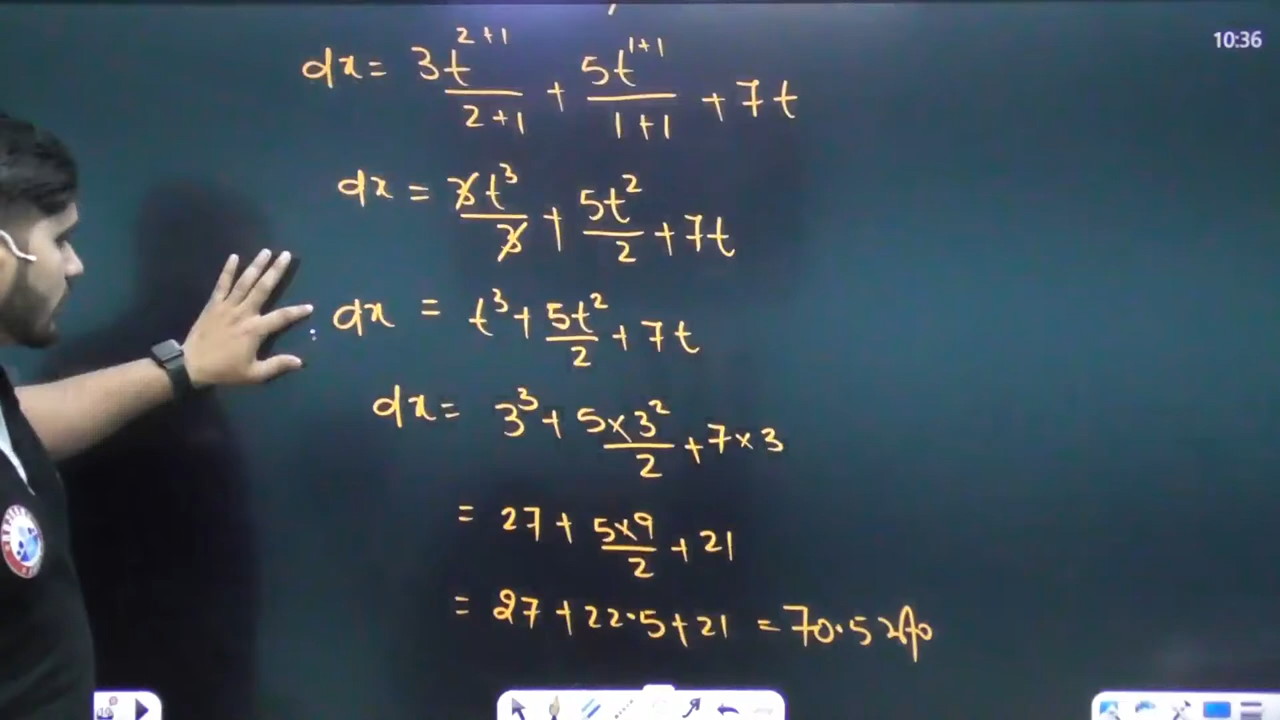 10:36
dx = 3t^(2+1)/(2+1) + 5t^(1+1)/(1+1) + 7t
dx = 3t³/3 + 5t²/2 + 7t
dx = t³ + 5t²/2 + 7t
dx = 3³ + 5×3²/2 + 7×3
= 27 + 5×9/2 + 21
= 27 + 22.5 + 21 = 70.5